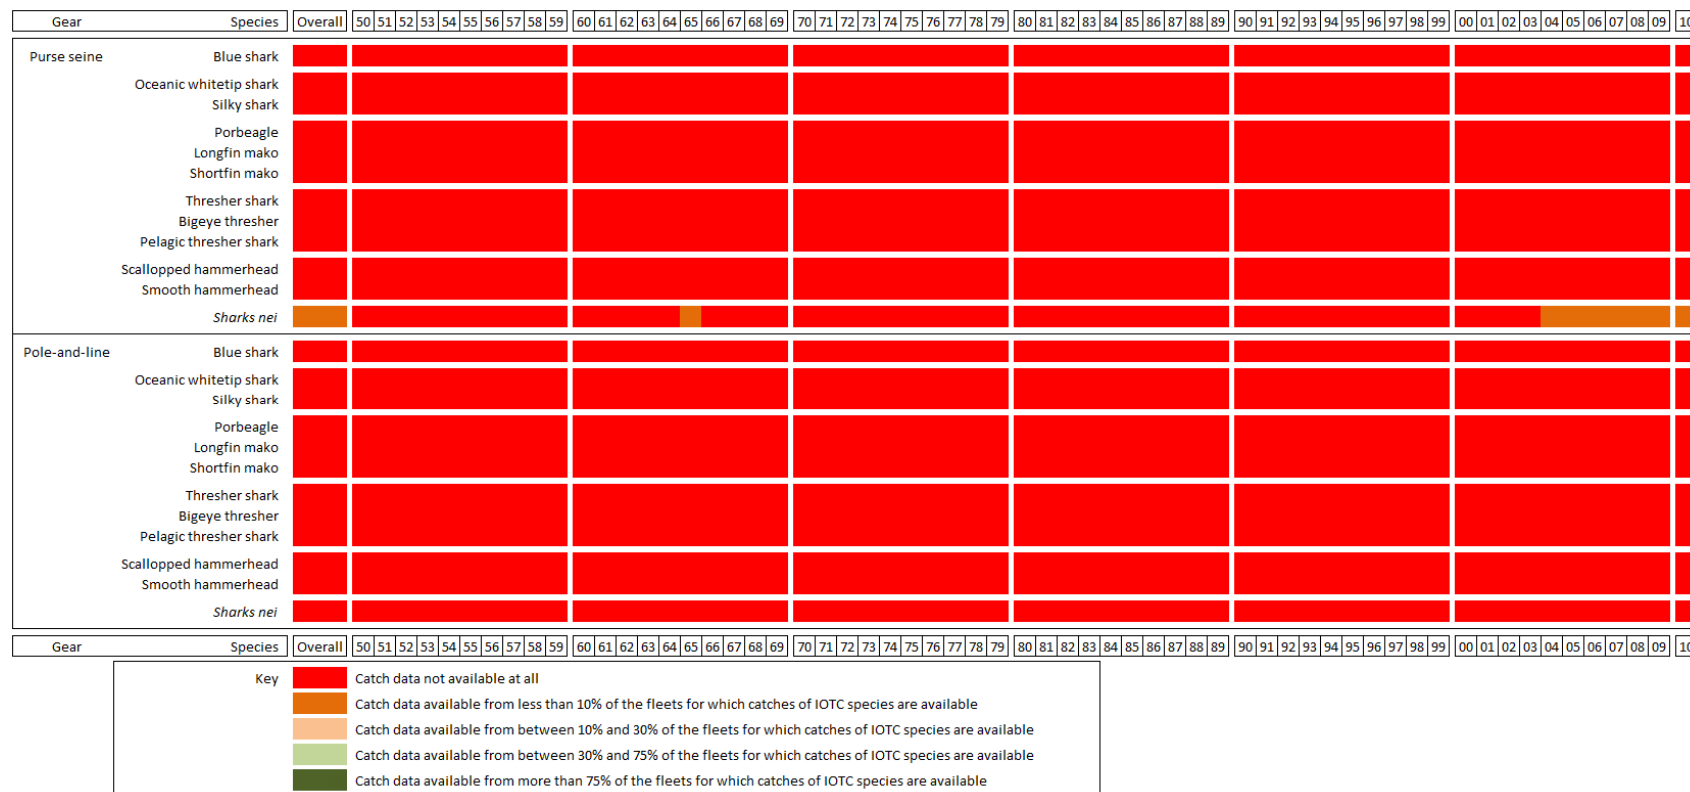 Gear Species Overall 50 51 52 53 54 55 56 57 58 59 60 61 62 63 64 65 66 67 68 69 70 71 72 73 74 75 76 77 78 79 80 81 82 83 84 85 86 87 88 89 90 91 92 93 94 95 96 97 98 99 00 01 02 03 04 05 06 07 08 09 10
Purse seine Blue shark
Oceanic whitetip shark
Silky shark
Porbeagle
Longfin mako
Shortfin mako
Thresher shark
Bigeye thresher
Pelagic thresher shark
Scallopped hammerhead
Smooth hammerhead
Sharks nei
Pole-and-line Blue shark
Oceanic whitetip shark
Silky shark
Porbeagle
Longfin mako
Shortfin mako
Thresher shark
Bigeye thresher
Pelagic thresher shark
Scallopped hammerhead
Smooth hammerhead
Sharks nei
Gear Species Overall 50 51 52 53 54 55 56 57 58 59 60 61 62 63 64 65 66 67 68 69 70 71 72 73 74 75 76 77 78 79 80 81 82 83 84 85 86 87 88 89 90 91 92 93 94 95 96 97 98 99 00 01 02 03 04 05 06 07 08 09 10
Key Catch data not available at all
Catch data available from less than 10% of the fleets for which catches of IOTC species are available
Catch data available from between 10% and 30% of the fleets for which catches of IOTC species are available
Catch data available from between 30% and 75% of the fleets for which catches of IOTC species are available
Catch data available from more than 75% of the fleets for which catches of IOTC species are available